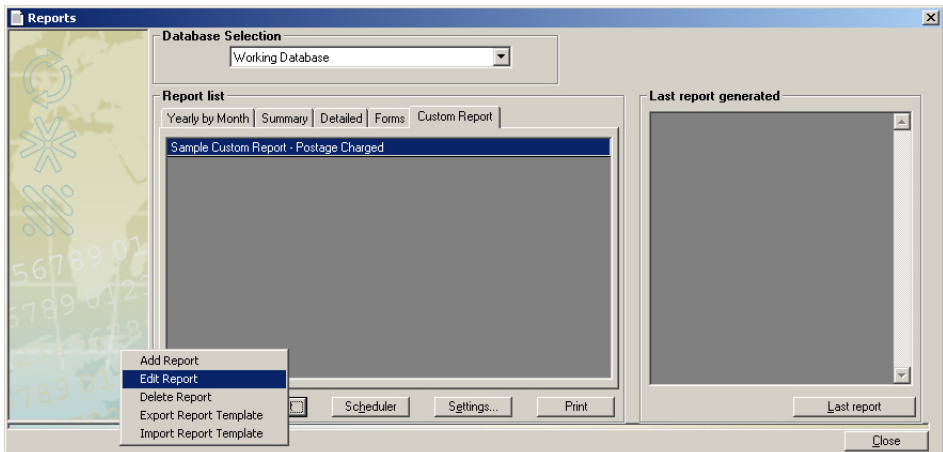 Reports
Database Selection
Working Database
Report list
Yearly by Month
Summary
Detailed
Forms
Custom Report
Sample Custom Report - Postage Charged
Last report generated
Add Report
Edit Report
Delete Report
Export Report Template
Import Report Template
Scheduler
Settings...
Print
Last report
Close